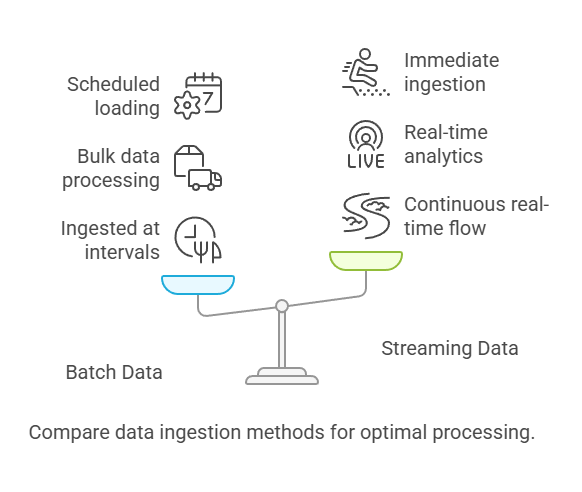 Scheduled
loading
7
Bulk data
processing
Ingested at
intervals
Immediate
ingestion
LIVE
Real-time
analytics
Continuous real-
time flow
Batch Data
Streaming Data
Compare data ingestion methods for optimal processing.